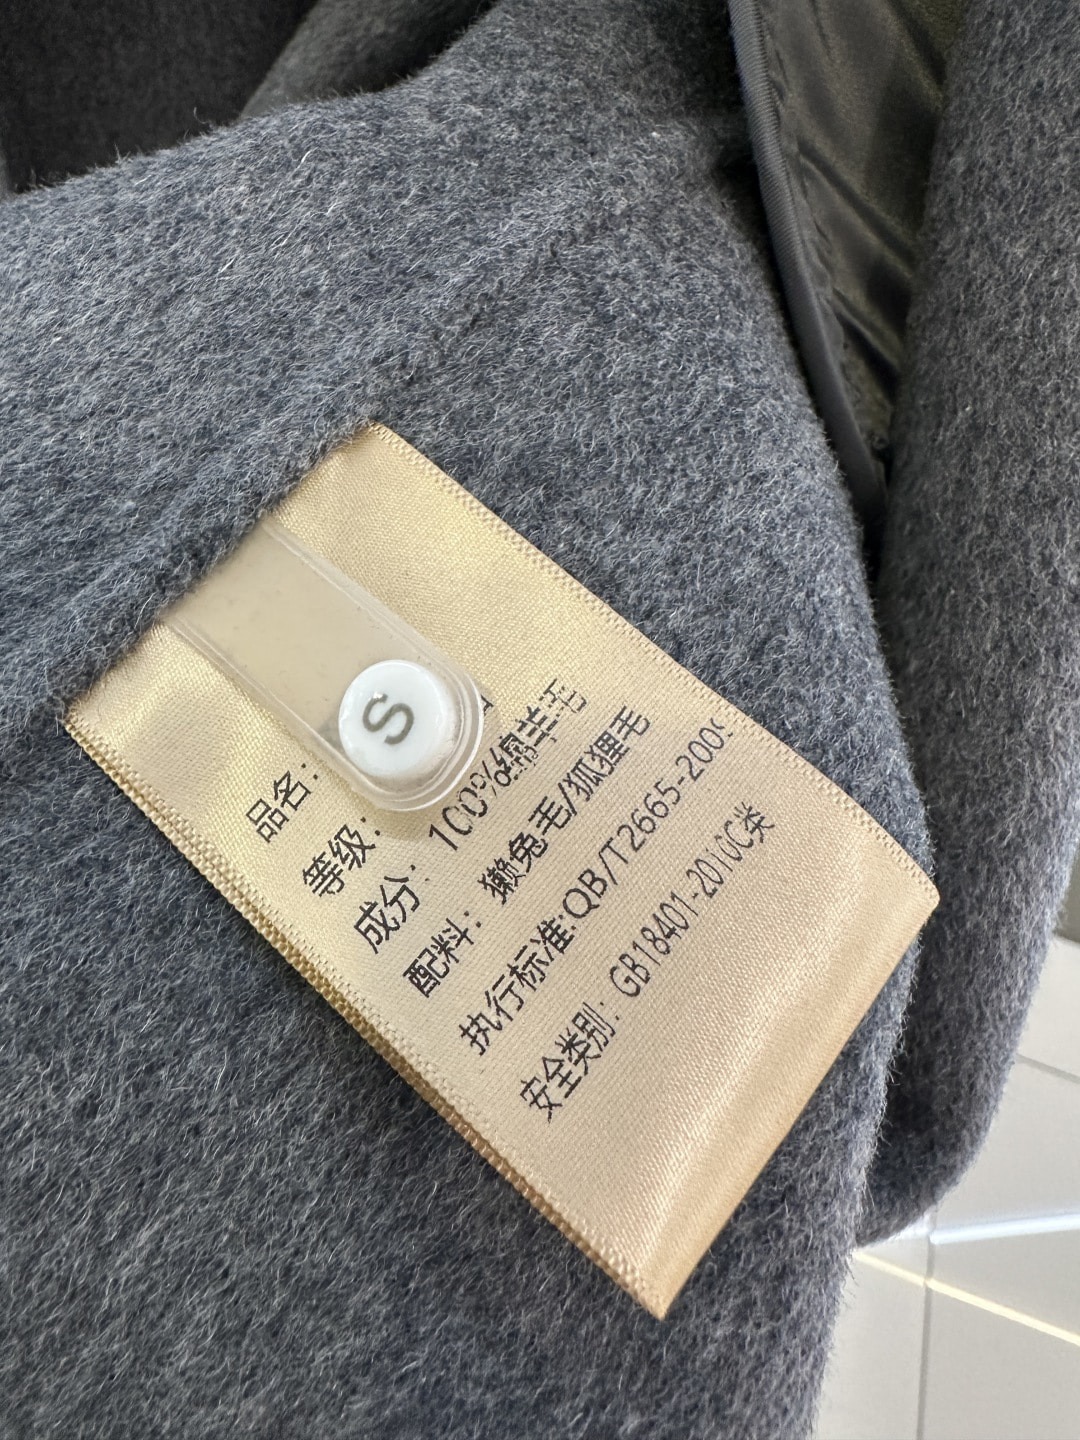 S
品名：
等级：
成分：100%绵羊毛
配料：獭兔毛/狐狸毛
执行标准:QB/T2665-200
安全类别：GB18401-2010C类